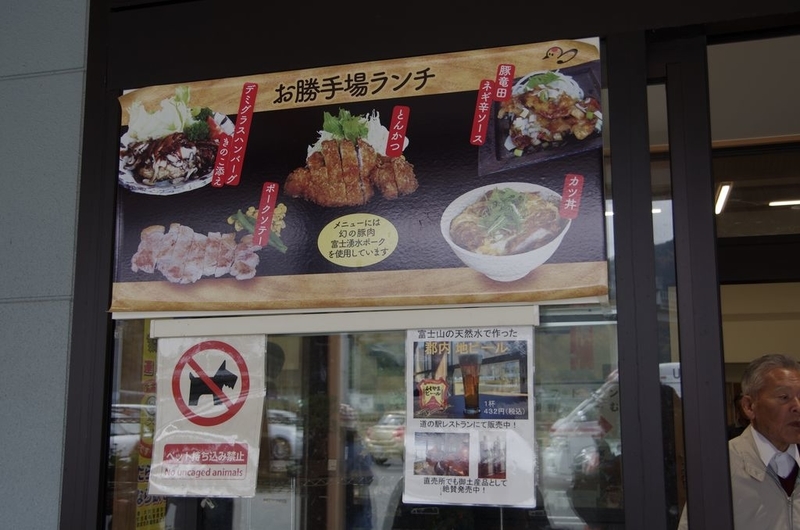 お勝手場ランチ
デミグラスハンバーグ
きのこ添え
とんかつ
豚竜田
ネギ辛ソース
ポークソテー
カツ丼
メニューには
幻の豚肉
富士湧水ポーク
を使用しています
ペット持ち込み禁止
No uncaged animals
富士山の天然水で作った
郡内 地ビール
1杯
432円(税込)
道の駅レストランにて販売中！
直売所でも御土産品として
絶賛発売中！